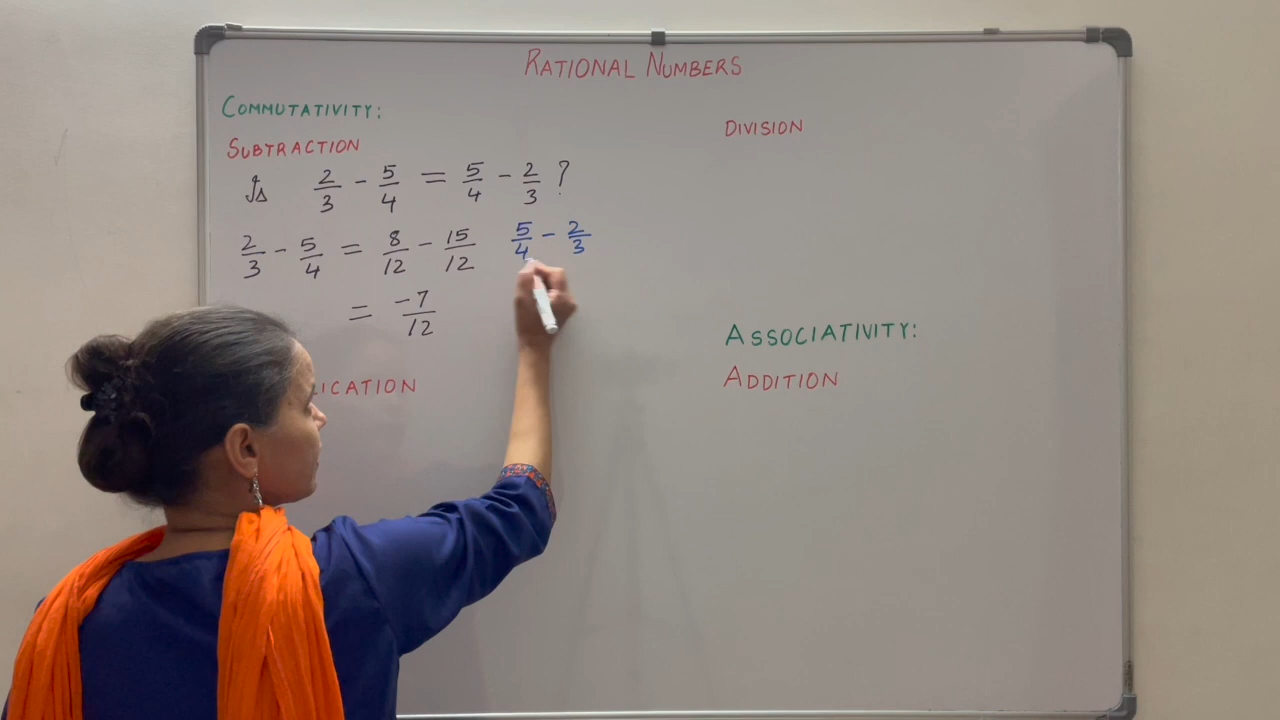 RATIONAL NUMBERS
COMMUTATIVITY:
SUBTRACTION
Is 2/3 - 5/4 = 5/4 - 2/3 ?
2/3 - 5/4 = 8/12 - 15/12
= -7/12
5/4 - 2/3
ICATION
DIVISION
ASSOCIATIVITY:
ADDITION